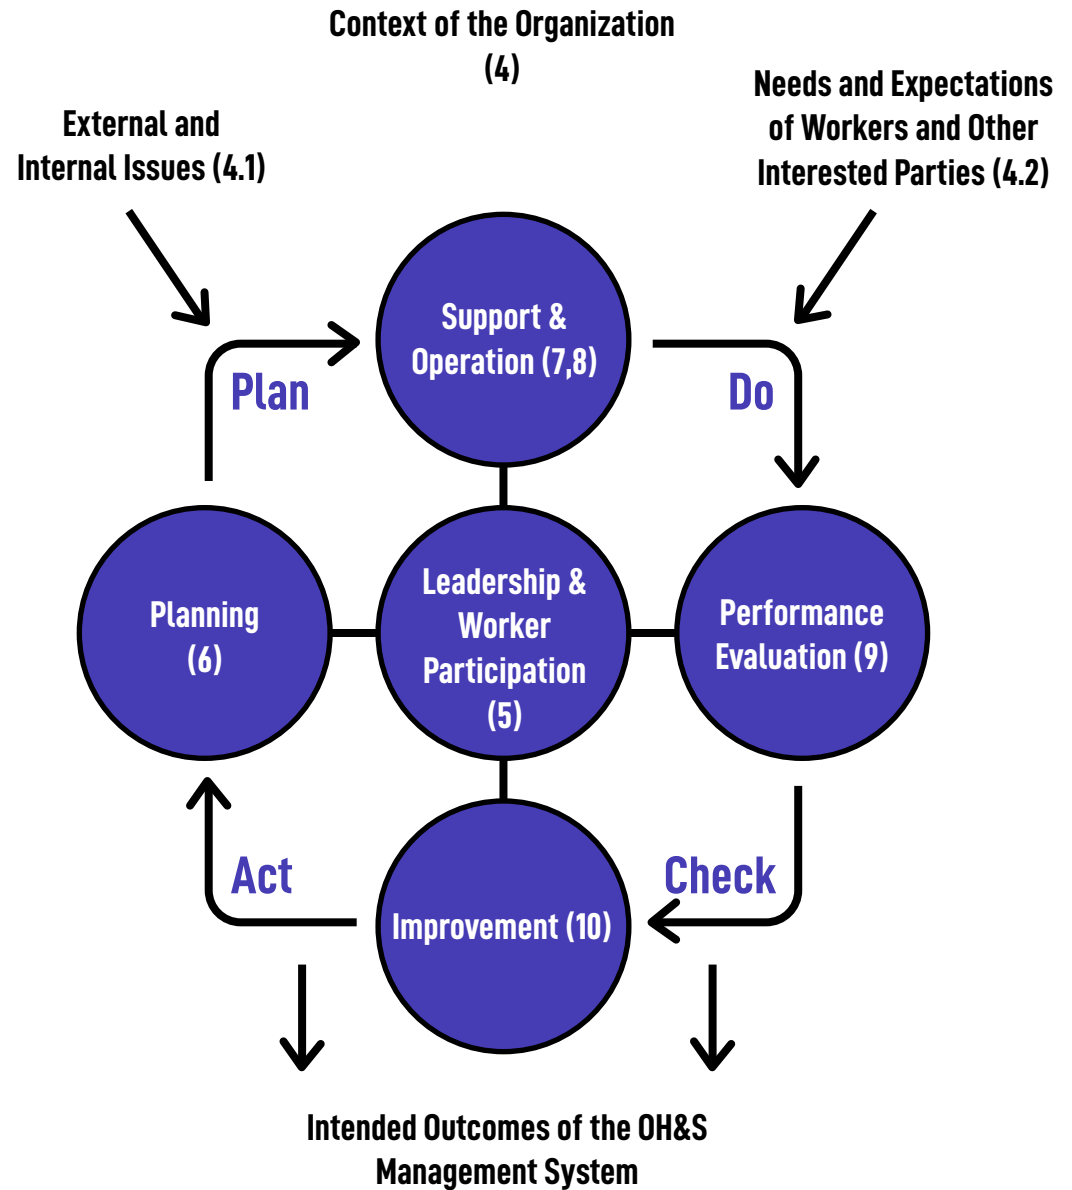 Context of the Organization
(4)
External and
Internal Issues (4.1)
Needs and Expectations
of Workers and Other
Interested Parties (4.2)
Support &
Operation (7,8)
Plan
Do
Planning
(6)
Leadership &
Worker
Participation
(5)
Performance
Evaluation (9)
Act
Check
Improvement (10)
Intended Outcomes of the OH&S
Management System